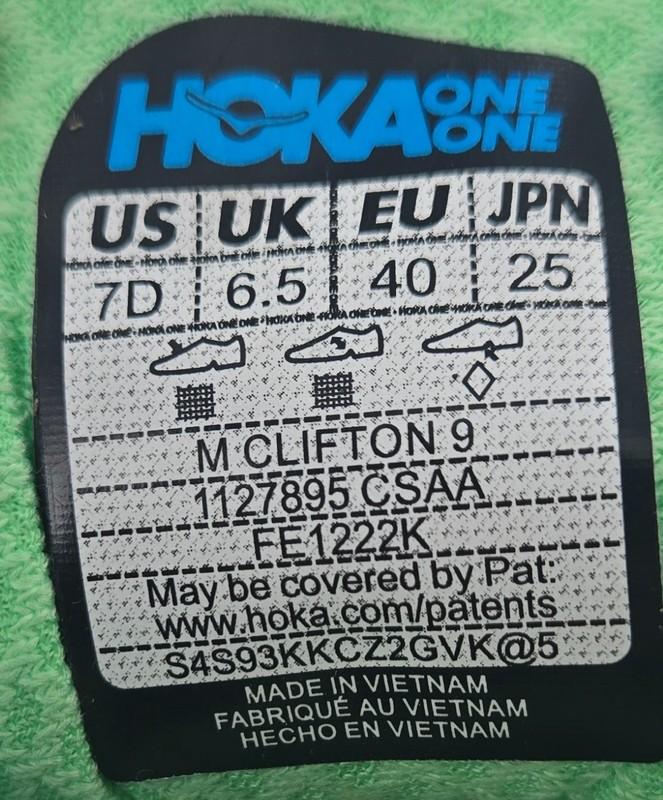 HOKA ONE ONE
US UK EU JPN
7D 6.5 40 25
M CLIFTON 9
1127895 CSAA
FE1222K
May be covered by Pat:
www.hoka.com/patents
S4S93KKCZ2GVK@5
MADE IN VIETNAM
FABRIQUÉ AU VIETNAM
HECHO EN VIETNAM